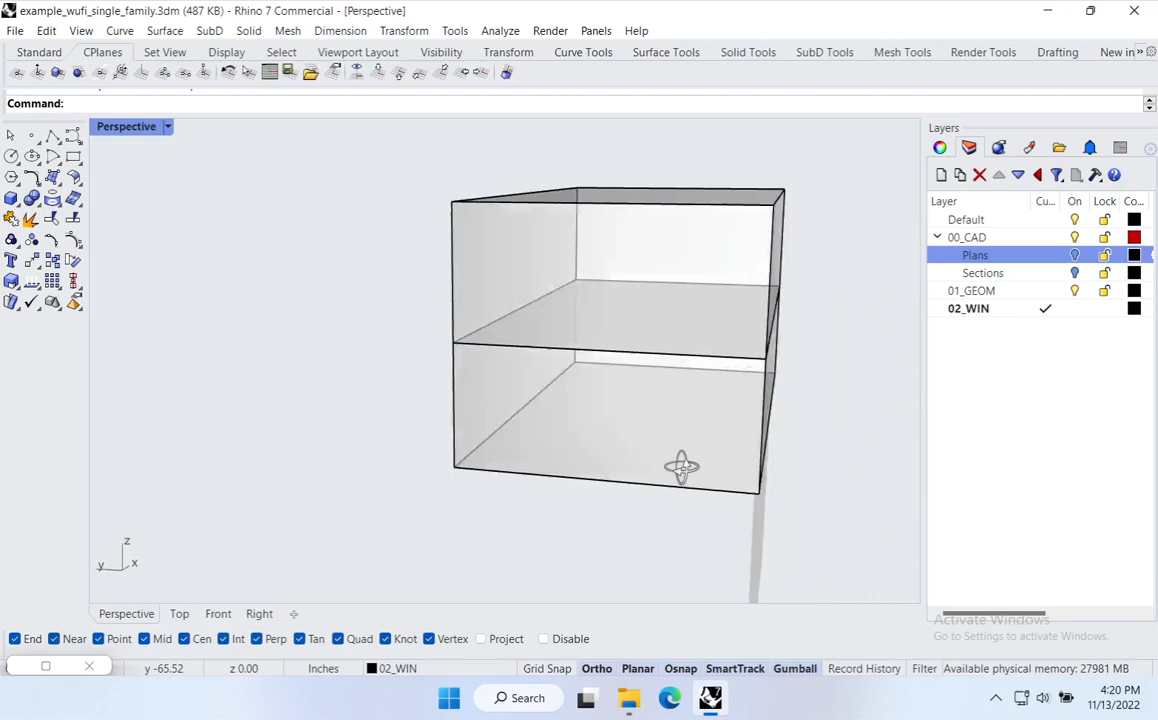 example_wufi_single_family.3dm (487 KB) - Rhino 7 Commercial - [Perspective]
File Edit View Curve Surface SubD Solid Mesh Dimension Transform Tools Analyze Render Panels Help
Standard CPlanes Set View Display Select Viewport Layout Visibility Transform Curve Tools Surface Tools Solid Tools SubD Tools Mesh Tools Render Tools Drafting New in
Command:
Perspective
Layers
Layer Cu... On Lock Co...
Default
00_CAD
Plans
Sections
01_GEOM
02_WIN
z
y x
Perspective Top Front Right
End Near Point Mid Cen Int Perp Tan Quad Knot Vertex Project Disable
Activate Windows
Go to Settings to activate Windows.
y -65.52 z 0.00 Inches 02_WIN Grid Snap Ortho Planar Osnap SmartTrack Gumball Record History Filter Available physical memory: 27981 MB
Search
4:20 PM
11/13/2022